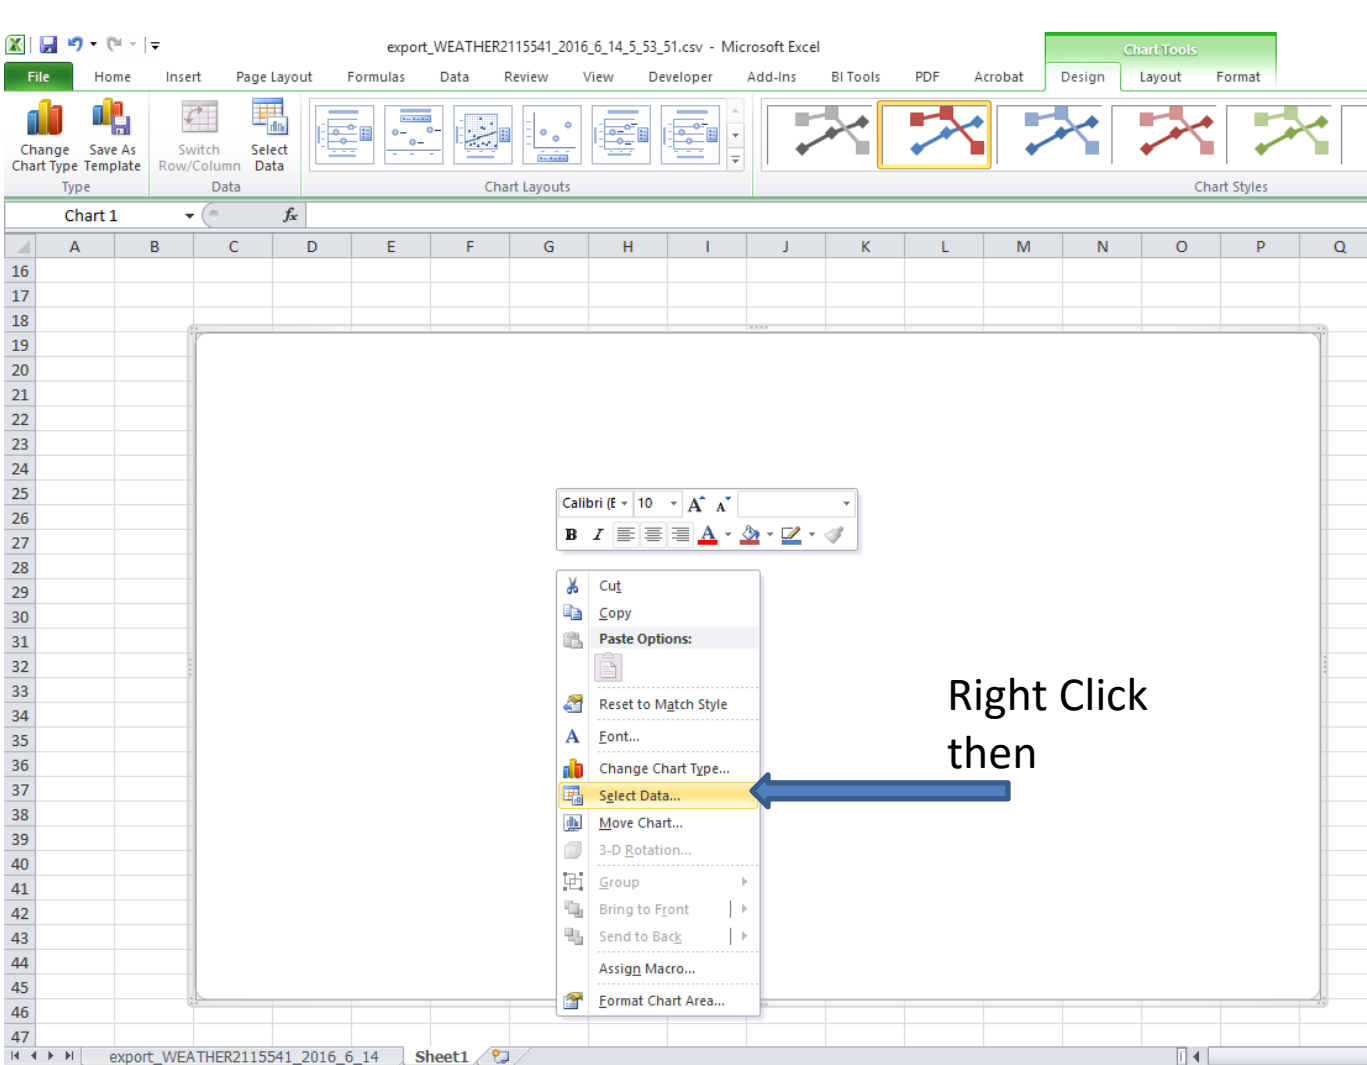 export_WEATHER2115541_2016_6_14_5_53_51.csv - Microsoft Excel
Chart Tools
File Home Insert Page Layout Formulas Data Review View Developer Add-Ins BI Tools PDF Acrobat Design Layout Format
Change Chart Type
Save As Template
Switch Row/Column
Select Data
Type Data Chart Layouts Chart Styles
Chart 1 fx
A B C D E F G H I J K L M N O P Q
16
17
18
19
20
21
22
23
24
25
26
27
28
29
30
31
32
33
34
35
36
37
38
39
40
41
42
43
44
45
46
47
Calibri (E 10 A A
B I A
Cut
Copy
Paste Options:
Reset to Match Style
A Font...
Change Chart Type...
Select Data...
Move Chart...
3-D Rotation...
Group
Bring to Front
Send to Back
Assign Macro...
Format Chart Area...
Right Click
then
export_WEATHER2115541_2016_6_14 Sheet1